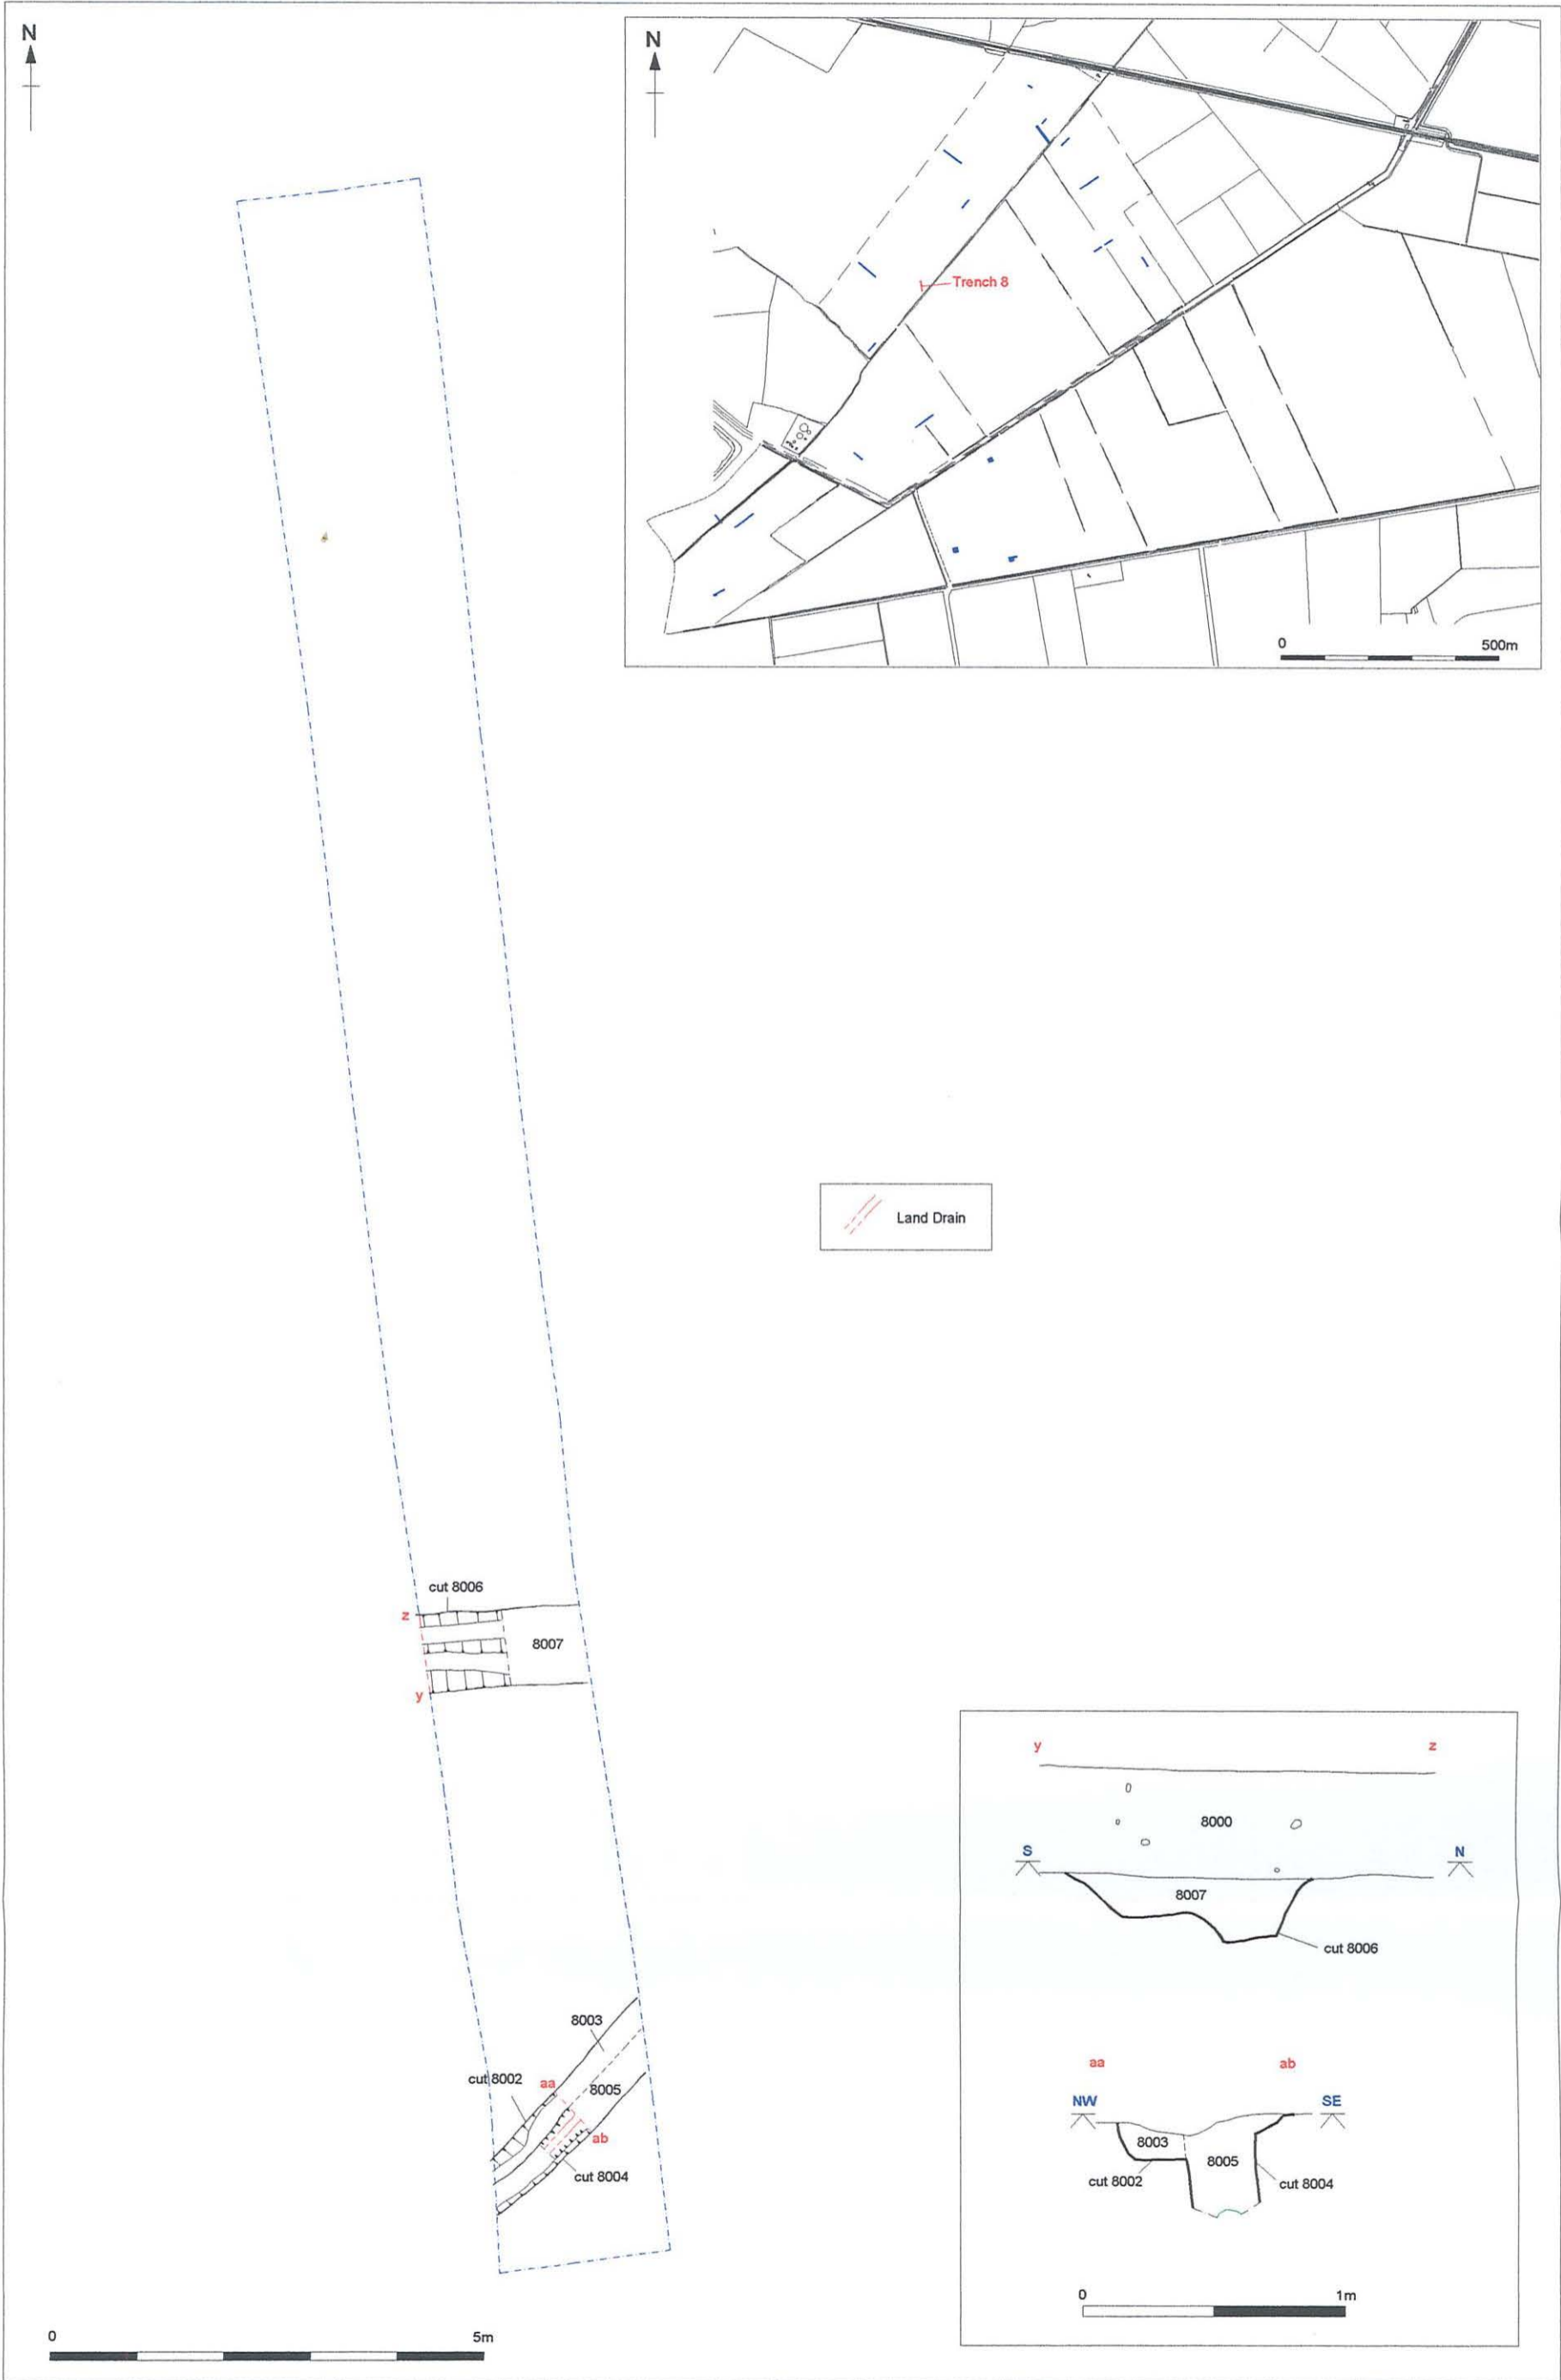 N
N
Trench 8
0 500m
Land Drain
cut 8006
z
8007
y
8003
cut 8002
aa
8005
ab
cut 8004
0 5m
y z
8000
S N
8007
cut 8006
aa ab
NW SE
8003
8005
cut 8002
cut 8004
0 1m